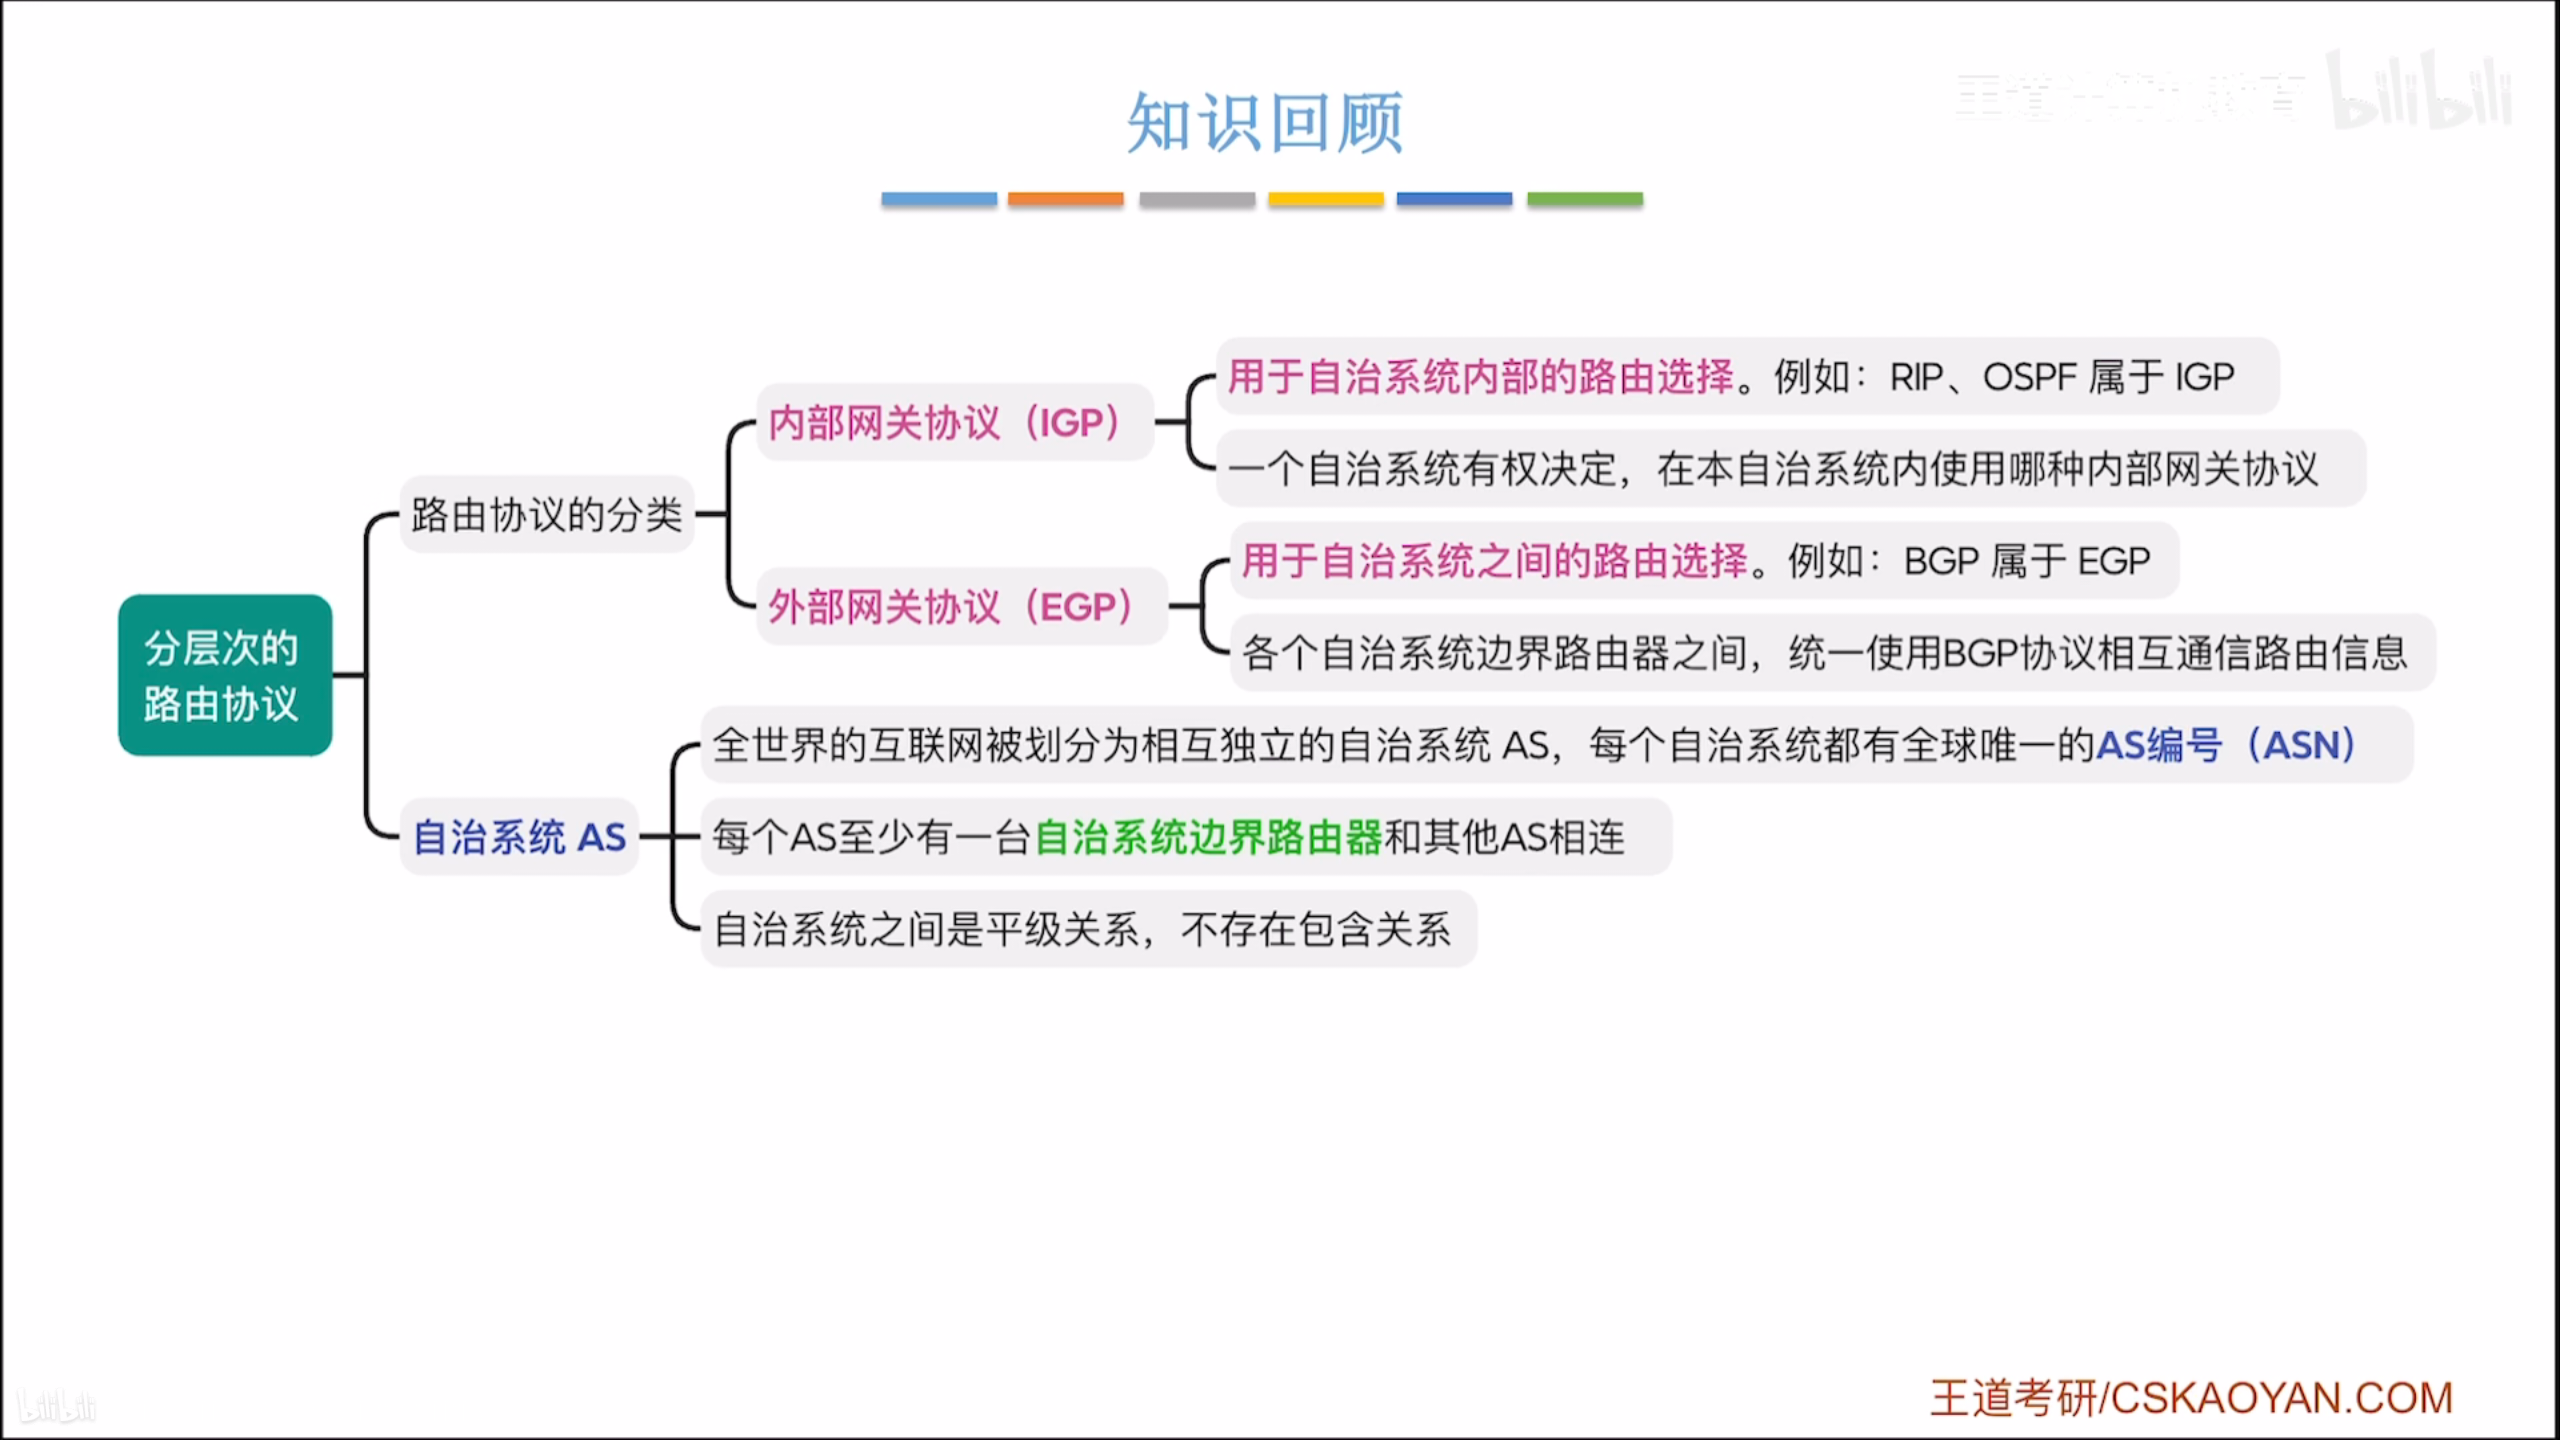 王道计算机教育 bilibili
知识回顾
用于自治系统内部的路由选择。例如：RIP、OSPF 属于 IGP
内部网关协议（IGP）
一个自治系统有权决定，在本自治系统内使用哪种内部网关协议
路由协议的分类
用于自治系统之间的路由选择。例如：BGP 属于 EGP
外部网关协议（EGP）
各个自治系统边界路由器之间，统一使用BGP协议相互通信路由信息
分层次的
路由协议
全世界的互联网被划分为相互独立的自治系统 AS，每个自治系统都有全球唯一的AS编号（ASN）
自治系统 AS
每个AS至少有一台自治系统边界路由器和其他AS相连
自治系统之间是平级关系，不存在包含关系
bilibili
王道考研/CSKAOYAN.COM